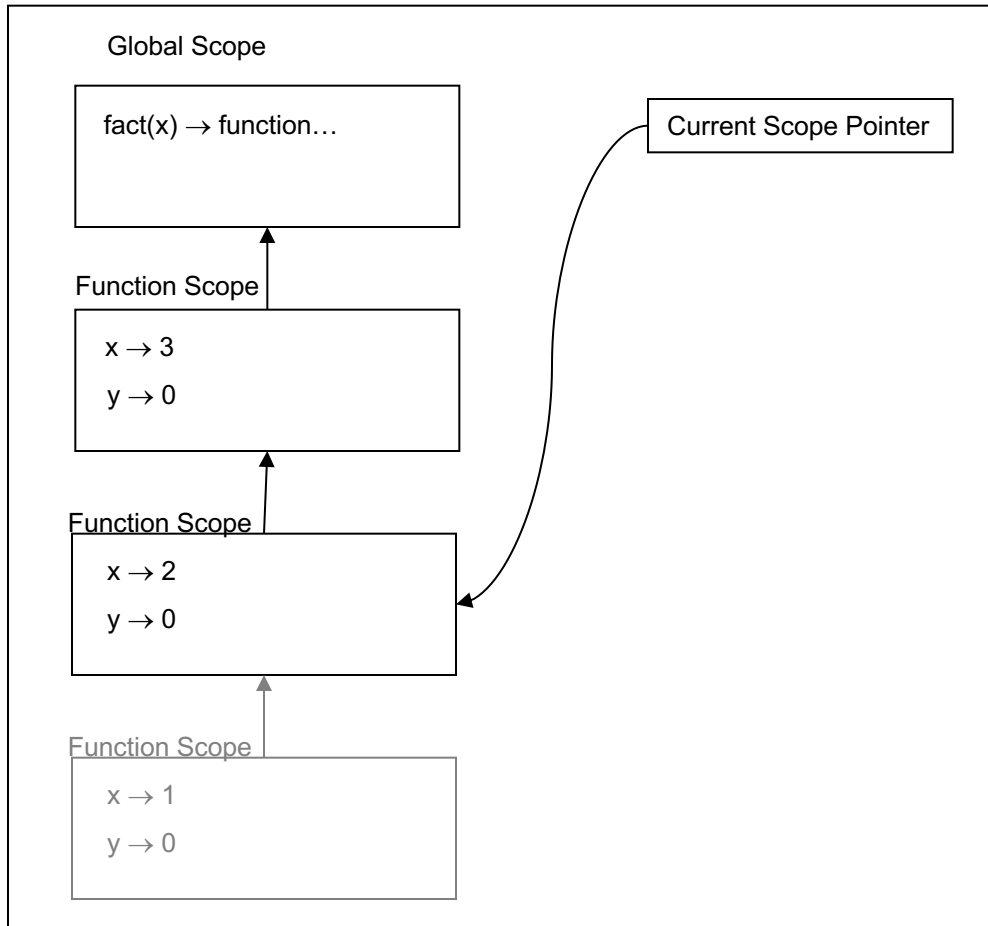 Global Scope
fact(x) → function…
Current Scope Pointer
Function Scope
x → 3
y → 0
Function Scope
x → 2
y → 0
Function Scope
x → 1
y → 0